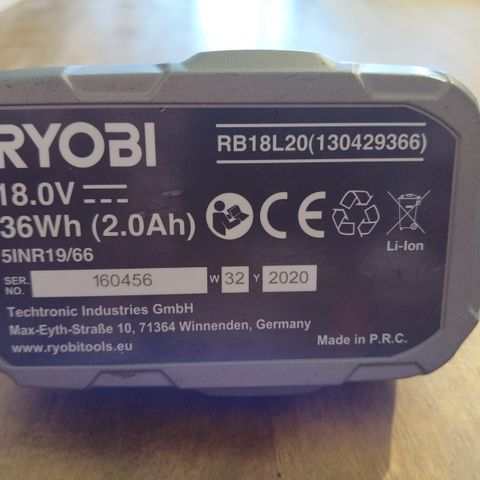 RYOBI
RB18L20(130429366)
18.0V
36Wh (2.0Ah)
5INR19/66
CE
Li-Ion
SER. NO. 160456 W 32 Y 2020
Techtronic Industries GmbH
Max-Eyth-Straße 10, 71364 Winnenden, Germany
www.ryobitools.eu
Made in P.R.C.